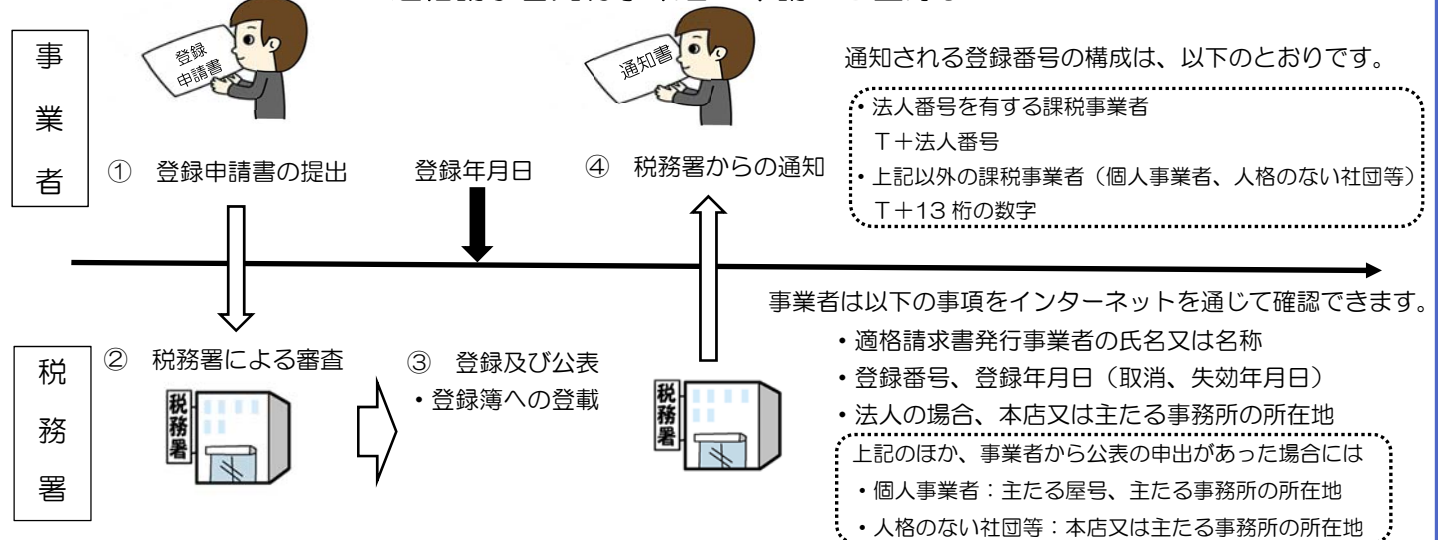 事業者
登録
申請書
通知書
① 登録申請書の提出
登録年月日
④ 税務署からの通知
通知される登録番号の構成は、以下のとおりです。
・法人番号を有する課税事業者
T+法人番号
・上記以外の課税事業者（個人事業者、人格のない社団等）
T+13桁の数字
税務署
② 税務署による審査
税務署
③ 登録及び公表
・登録簿への登載
税務署
事業者は以下の事項をインターネットを通じて確認できます。
・適格請求書発行事業者の氏名又は名称
・登録番号、登録年月日（取消、失効年月日）
・法人の場合、本店又は主たる事務所の所在地
上記のほか、事業者から公表の申出があった場合には
・個人事業者：主たる屋号、主たる事務所の所在地
・人格のない社団等：本店又は主たる事務所の所在地